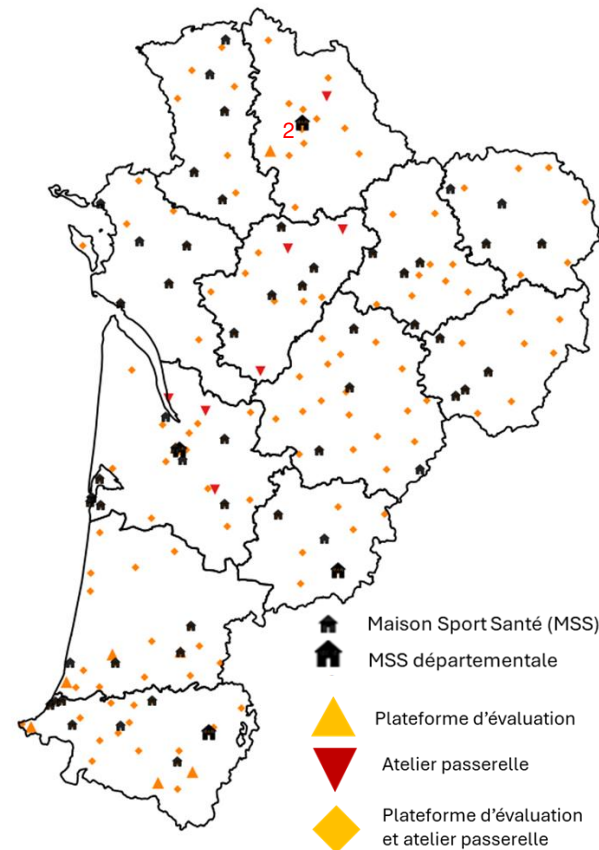 2
Maison Sport Santé (MSS)
MSS départementale
Plateforme d'évaluation
Atelier passerelle
Plateforme d'évaluation
et atelier passerelle